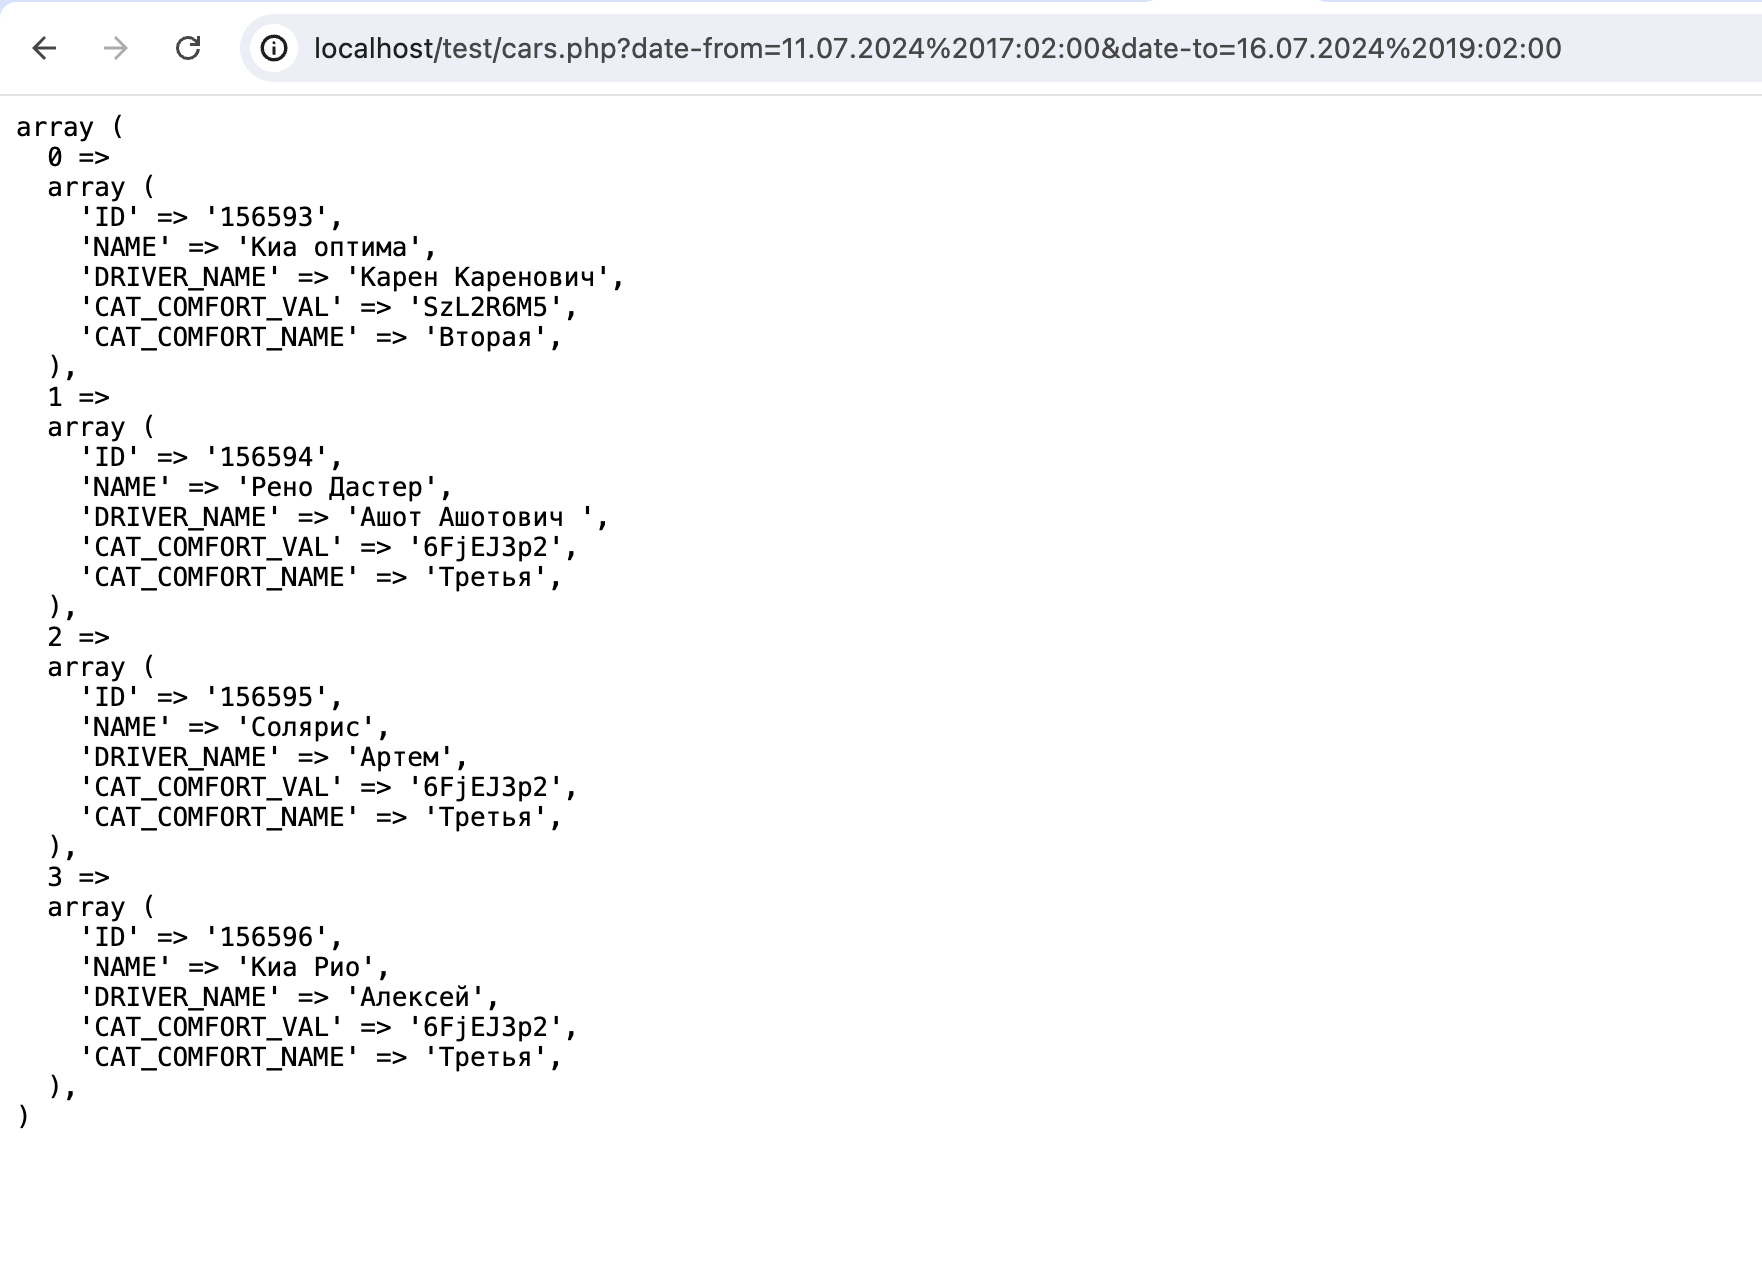 localhost/test/cars.php?date-from=11.07.2024%2017:02:00&date-to=16.07.2024%2019:02:00
array (
  0 =>
  array (
    'ID' => '156593',
    'NAME' => 'Киа оптима',
    'DRIVER_NAME' => 'Карен Каренович',
    'CAT_COMFORT_VAL' => 'SzL2R6M5',
    'CAT_COMFORT_NAME' => 'Вторая',
  ),
  1 =>
  array (
    'ID' => '156594',
    'NAME' => 'Рено Дастер',
    'DRIVER_NAME' => 'Ашот Ашотович ',
    'CAT_COMFORT_VAL' => '6FjEJ3p2',
    'CAT_COMFORT_NAME' => 'Третья',
  ),
  2 =>
  array (
    'ID' => '156595',
    'NAME' => 'Солярис',
    'DRIVER_NAME' => 'Артем',
    'CAT_COMFORT_VAL' => '6FjEJ3p2',
    'CAT_COMFORT_NAME' => 'Третья',
  ),
  3 =>
  array (
    'ID' => '156596',
    'NAME' => 'Киа Рио',
    'DRIVER_NAME' => 'Алексей',
    'CAT_COMFORT_VAL' => '6FjEJ3p2',
    'CAT_COMFORT_NAME' => 'Третья',
  ),
)